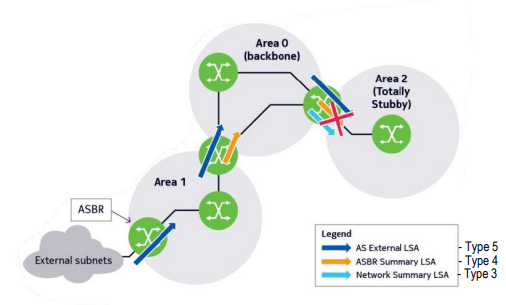 Area 0
(backbone)
Area 2
(Totally
Stubby)
Area 1
ASBR
External subnets
Legend
AS External LSA - Type 5
ASBR Summary LSA - Type 4
Network Summary LSA - Type 3